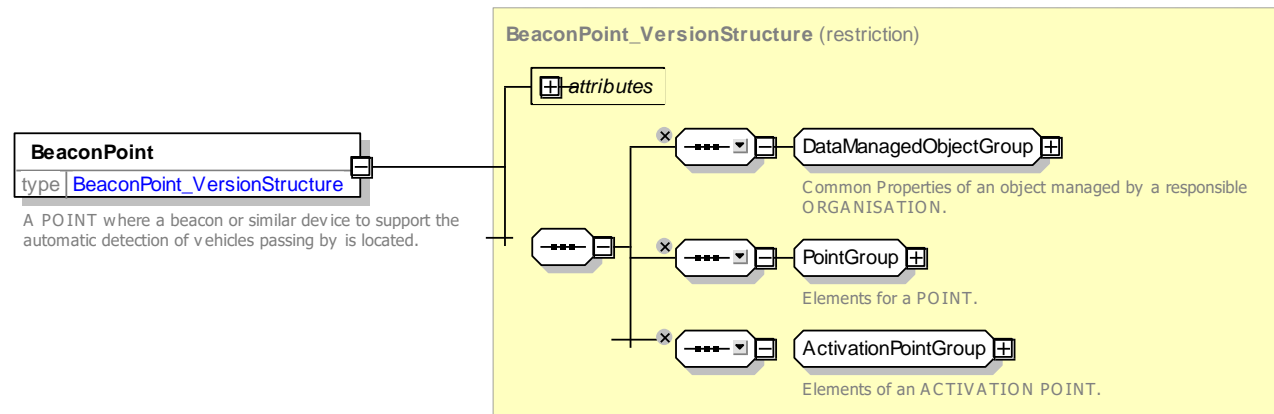 BeaconPoint_VersionStructure (restriction)
attributes
BeaconPoint
type BeaconPoint_VersionStructure
A POINT where a beacon or similar device to support the
automatic detection of vehicles passing by is located.
DataManagedObjectGroup
Common Properties of an object managed by a responsible
ORGANISATION.
PointGroup
Elements for a POINT.
ActivationPointGroup
Elements of an ACTIVATION POINT.